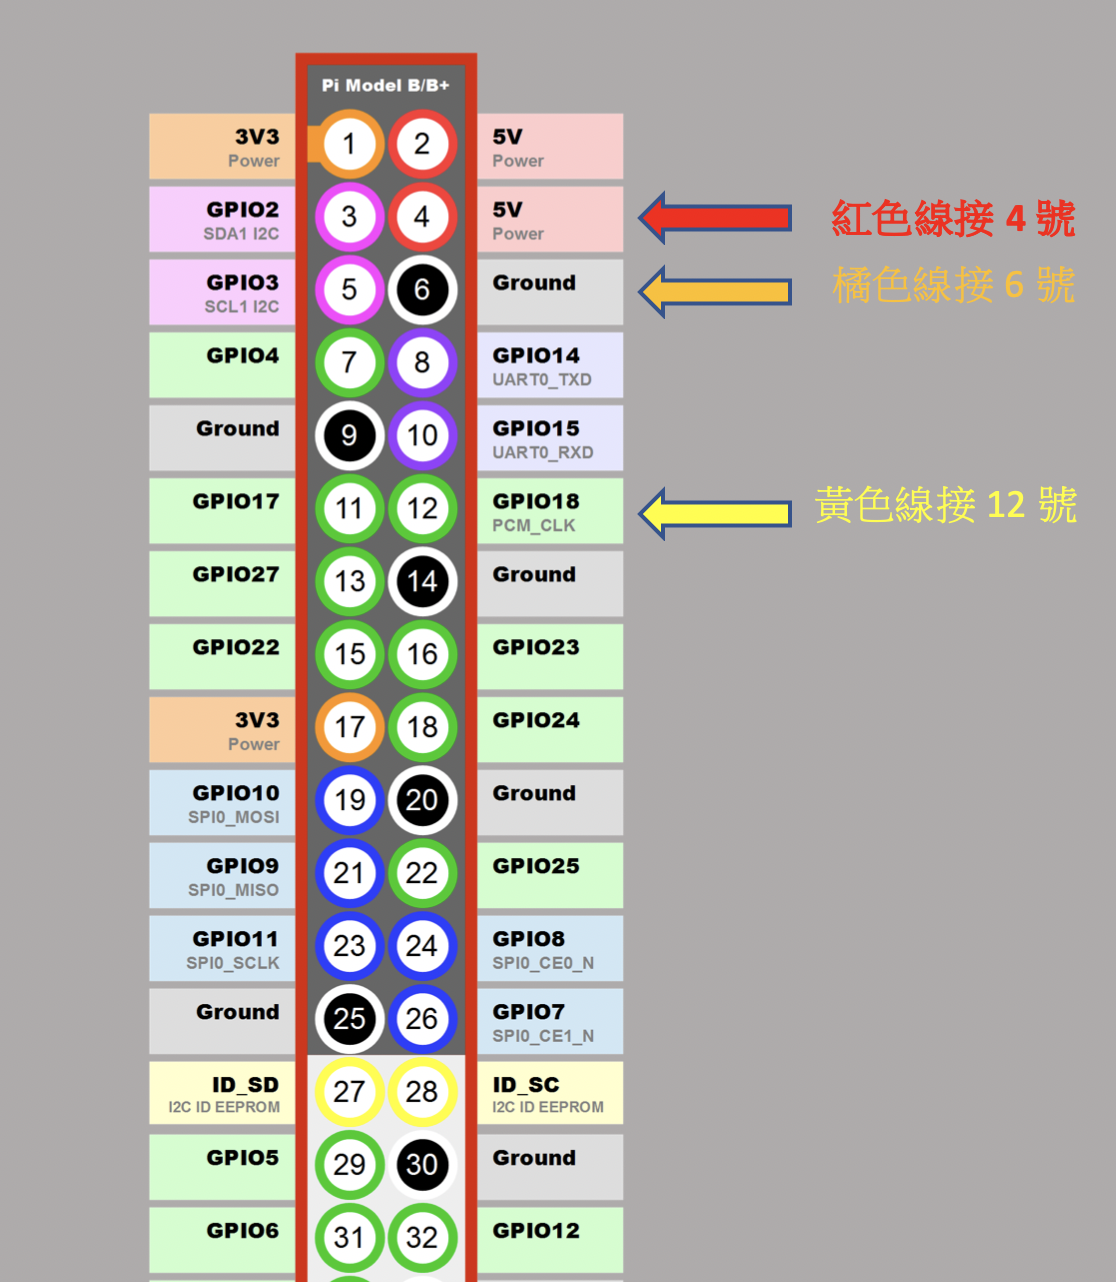 Pi Model B/B+
3V3 1 2 5V
Power Power
GPIO2 3 4 5V 紅色線接 4 號
SDA1 I2C Power
GPIO3 5 6 Ground 橘色線接 6 號
SCL1 I2C
GPIO4 7 8 GPIO14
UART0_TXD
Ground 9 10 GPIO15
UART0_RXD
GPIO17 11 12 GPIO18 黃色線接 12 號
PCM_CLK
GPIO27 13 14 Ground
GPIO22 15 16 GPIO23
3V3 17 18 GPIO24
Power
GPIO10 19 20 Ground
SPI0_MOSI
GPIO9 21 22 GPIO25
SPI0_MISO
GPIO11 23 24 GPIO8
SPI0_SCLK SPI0_CE0_N
Ground 25 26 GPIO7
SPI0_CE1_N
ID_SD 27 28 ID_SC
I2C ID EEPROM I2C ID EEPROM
GPIO5 29 30 Ground
GPIO6 31 32 GPIO12